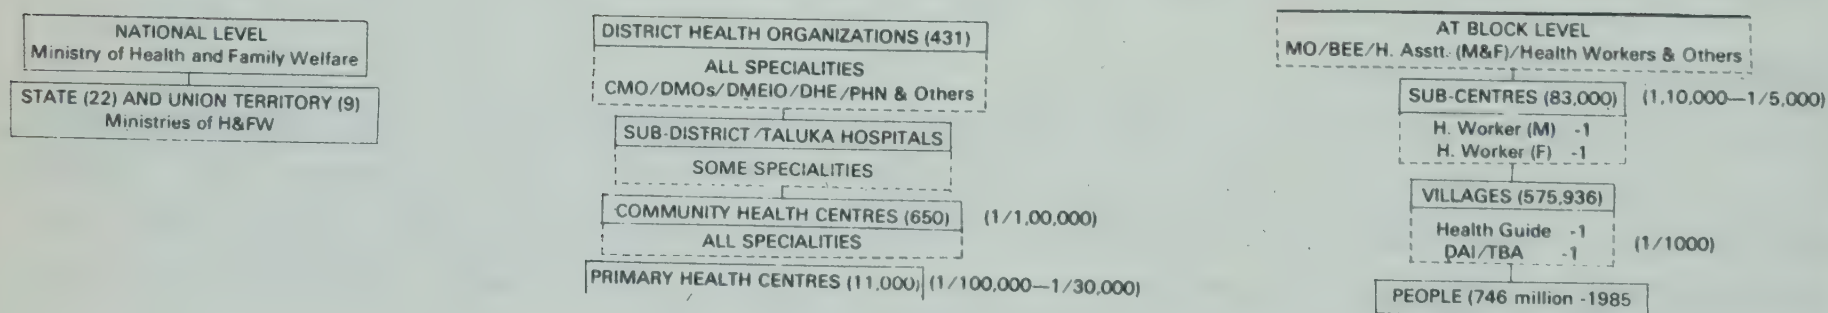 NATIONAL LEVEL
Ministry of Health and Family Welfare
STATE (22) AND UNION TERRITORY (9)
Ministries of H&FW
DISTRICT HEALTH ORGANIZATIONS (431)
ALL SPECIALITIES
CMO/DMOs/DMEIO/DHE/PHN & Others
SUB-DISTRICT/TALUKA HOSPITALS
SOME SPECIALITIES
COMMUNITY HEALTH CENTRES (650) (1/1,00,000)
ALL SPECIALITIES
PRIMARY HEALTH CENTRES (11,000) (1/100,000—1/30,000)
AT BLOCK LEVEL
MO/BEE/H. Asstt. (M&F)/Health Workers & Others
SUB-CENTRES (83,000) (1,10,000—1/5,000)
H. Worker (M) -1
H. Worker (F) -1
VILLAGES (575,936)
Health Guide -1
(1/1000)
DAI/TBA -1
PEOPLE (746 million -1985